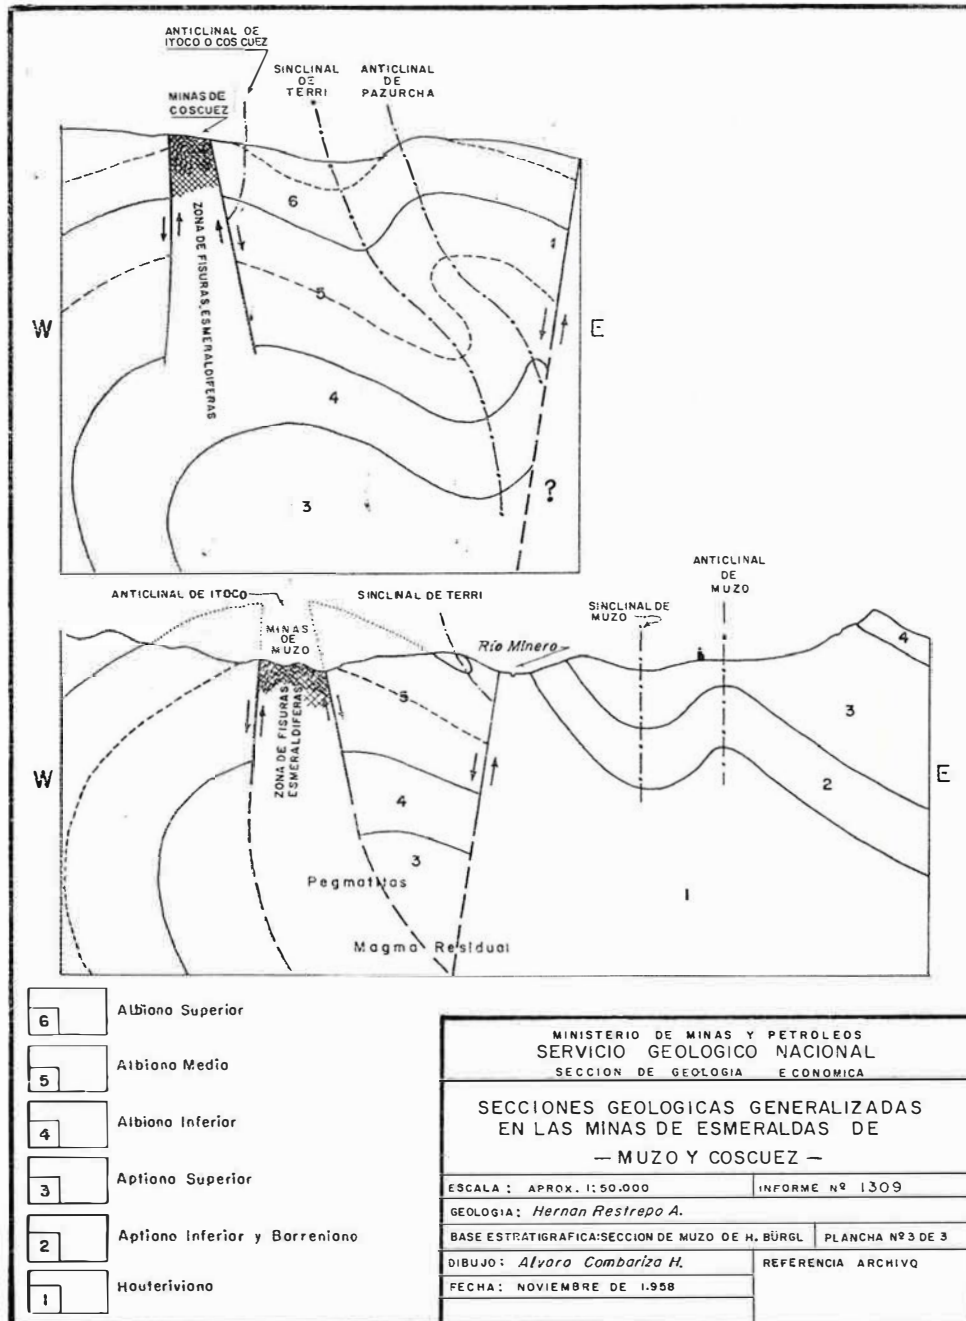 ANTICLINAL DE
ITOCO O COSCUEZ
SINCLINAL
DE
TERRI
ANTICLINAL
DE
PAZURCHA
MINAS DE
COSCUEZ
6
ZONA DE FISURAS, ESMERALDIFERAS
1
5
W
E
4
3
?
ANTICLINAL DE ITOCO
SINCLINAL DE TERRI
ANTICLINAL
DE
MUZO
MINAS
DE
MUZO
Río Minero
SINCLINAL DE
MUZO
4
5
3
ZONA DE FISURAS
ESMERALDIFERAS
W
E
2
4
3
Pegmatitas
1
Magma Residual
6 Albiano Superior
5 Albiano Medio
4 Albiano Inferior
3 Aptiano Superior
2 Aptiano Inferior y Barreniano
1 Hauteriviano
MINISTERIO DE MINAS Y PETROLEOS
SERVICIO GEOLOGICO NACIONAL
SECCION DE GEOLOGIA ECONOMICA
SECCIONES GEOLOGICAS GENERALIZADAS
EN LAS MINAS DE ESMERALDAS DE
— MUZO Y COSCUEZ —
ESCALA: APROX. 1:50.000
INFORME Nº 1309
GEOLOGIA: Hernan Restrepo A.
BASE ESTRATIGRAFICA: SECCION DE MUZO DE H. BÜRGL
PLANCHA Nº 3 DE 3
DIBUJO: Alvaro Combariza H.
REFERENCIA ARCHIVO
FECHA: NOVIEMBRE DE 1.958